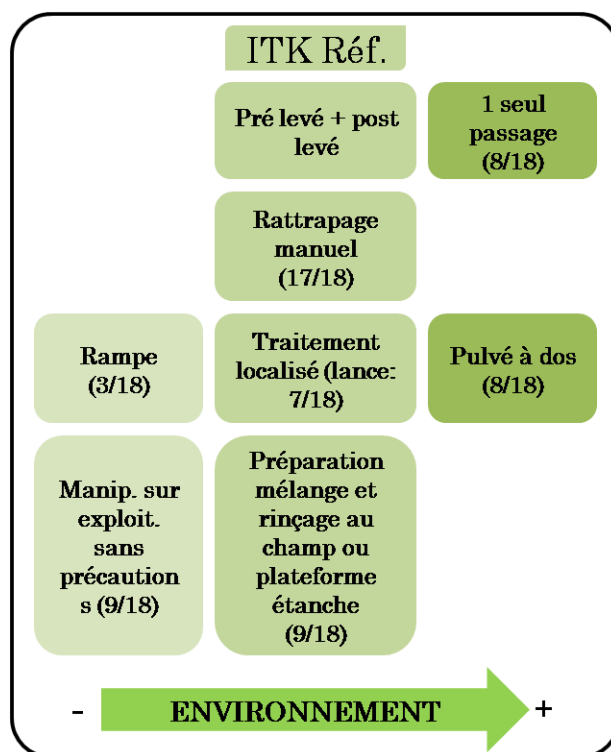 ITK Réf.
Pré levé + post
levé
1 seul
passage
(8/18)
Rattrapage
manuel
(17/18)
Rampe
(3/18)
Traitement
localisé (lance:
7/18)
Pulvé à dos
(8/18)
Manip. sur
exploit.
sans
précaution
s (9/18)
Préparation
mélange et
rinçage au
champ ou
plateforme
étanche
(9/18)
- ENVIRONNEMENT +